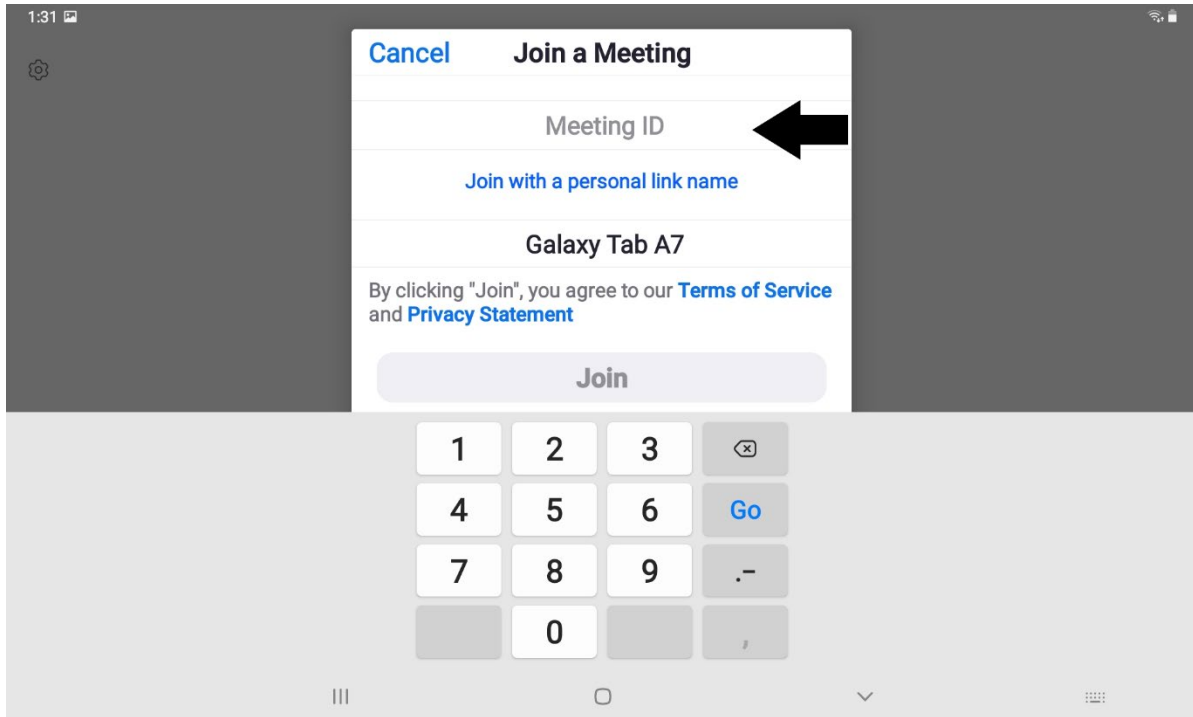 1:31
Cancel Join a Meeting
Meeting ID
Join with a personal link name
Galaxy Tab A7
By clicking "Join", you agree to our Terms of Service
and Privacy Statement
Join
1 2 3
4 5 6 Go
7 8 9 .-
0 ,